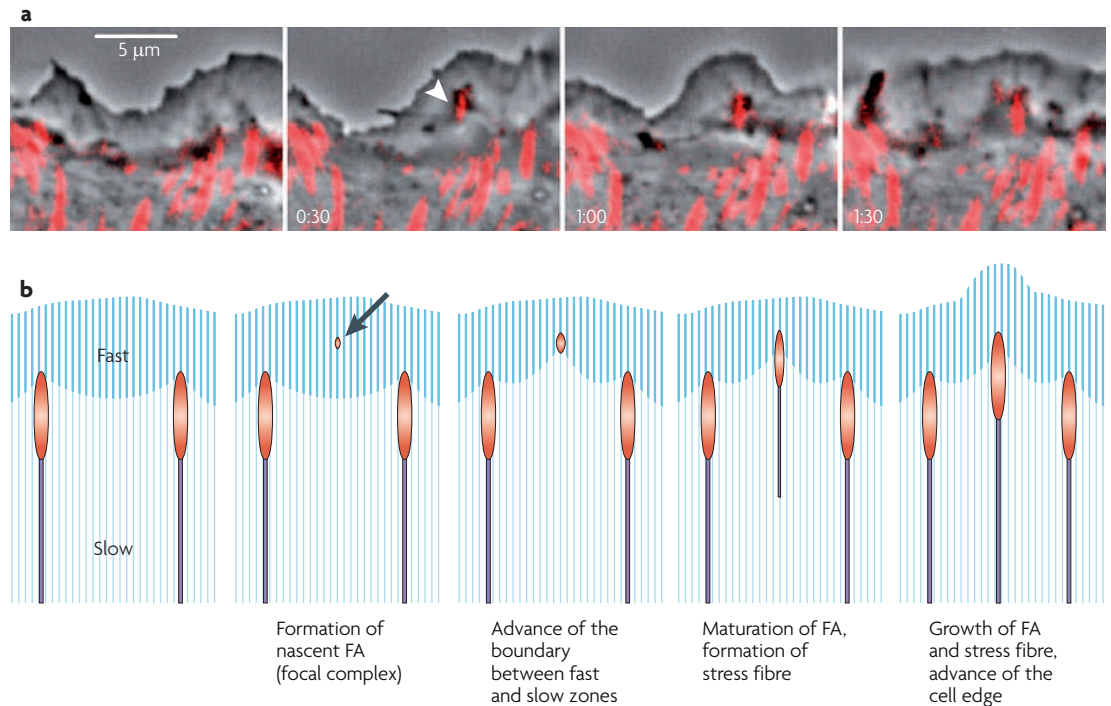 a
5 µm
0:30
1:00
1:30
b
Fast
Slow
Formation of
nascent FA
(focal complex)
Advance of the
boundary
between fast
and slow zones
Maturation of FA,
formation of
stress fibre
Growth of FA
and stress fibre,
advance of the
cell edge